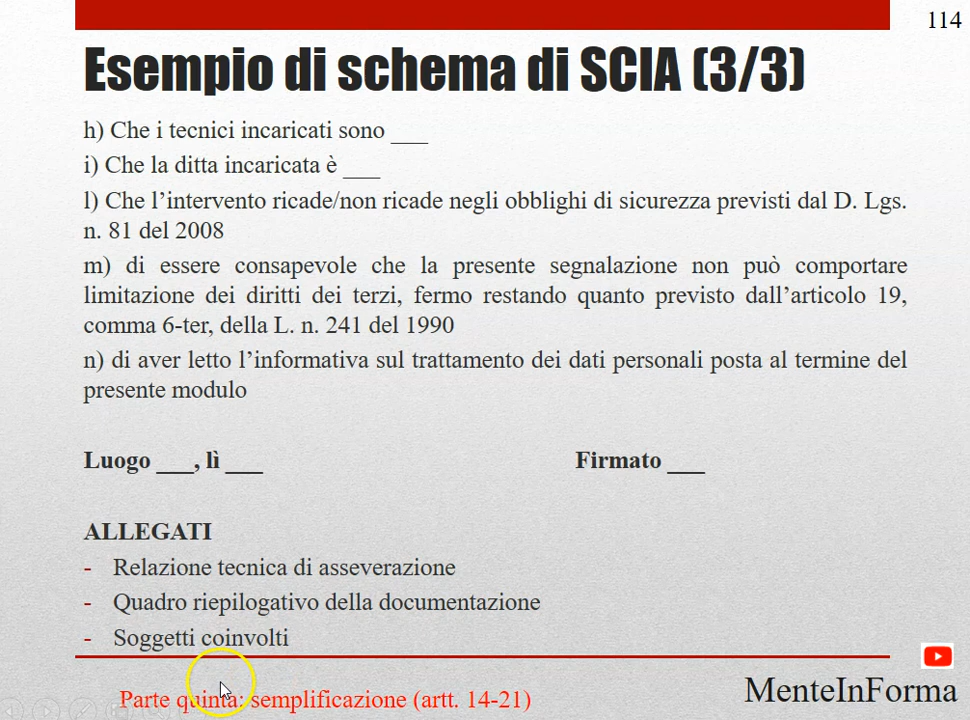 114
Esempio di schema di SCIA (3/3)
h) Che i tecnici incaricati sono ___
i) Che la ditta incaricata è ___
l) Che l’intervento ricade/non ricade negli obblighi di sicurezza previsti dal D. Lgs.
n. 81 del 2008
m) di essere consapevole che la presente segnalazione non può comportare
limitazione dei diritti dei terzi, fermo restando quanto previsto dall’articolo 19,
comma 6-ter, della L. n. 241 del 1990
n) di aver letto l’informativa sul trattamento dei dati personali posta al termine del
presente modulo
Luogo ___, lì ___ Firmato ___
ALLEGATI
- Relazione tecnica di asseverazione
- Quadro riepilogativo della documentazione
- Soggetti coinvolti
Parte quinta: semplificazione (artt. 14-21)
MenteInForma